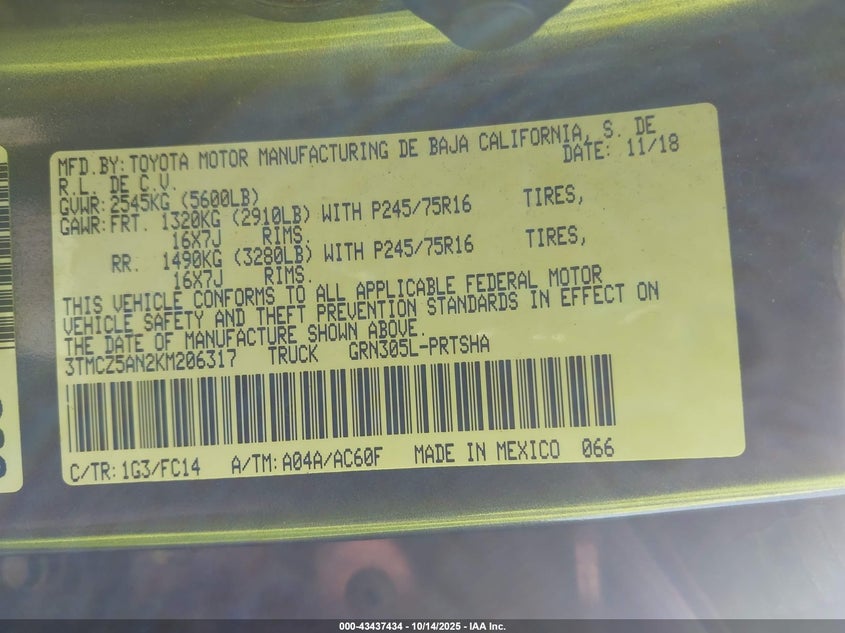 MFD.BY:TOYOTA MOTOR MANUFACTURING DE BAJA CALIFORNIA, S. DE
R.L. DE C.V. DATE: 11/18
GVWR:2545KG (5600LB)
GAWR:FRT. 1320KG (2910LB) WITH P245/75R16 TIRES,
16X7J RIMS.
RR. 1490KG (3280LB) WITH P245/75R16 TIRES,
16X7J RIMS.
THIS VEHICLE CONFORMS TO ALL APPLICABLE FEDERAL MOTOR
VEHICLE SAFETY AND THEFT PREVENTION STANDARDS IN EFFECT ON
THE DATE OF MANUFACTURE SHOWN ABOVE.
3TMCZ5AN2KM206317 TRUCK GRN305L-PRTSHA
C/TR:1G3/FC14 A/TM:A04A/AC60F MADE IN MEXICO 066
000-43437434 - 10/14/2025 - IAA Inc.